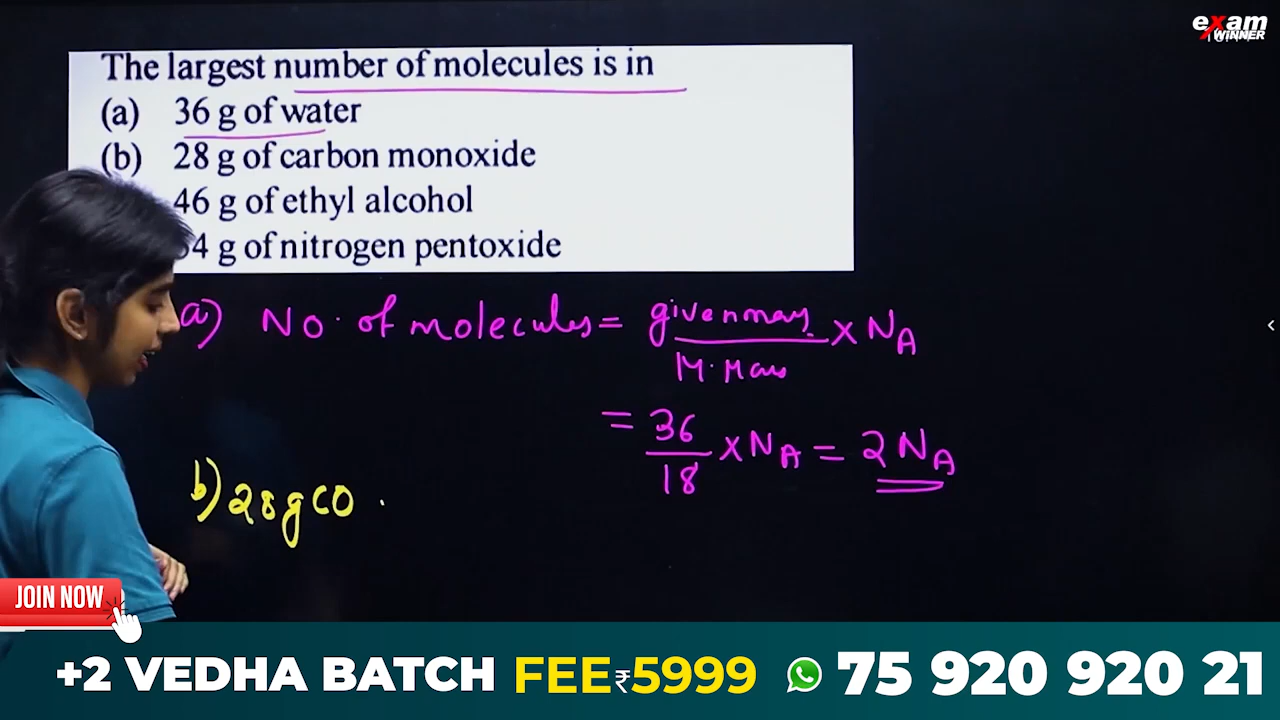 exam
WINNER
The largest number of molecules is in
(a) 36 g of water
(b) 28 g of carbon monoxide
46 g of ethyl alcohol
54 g of nitrogen pentoxide
a) No. of molecules = given mass / M. Mass × NA
= 36 / 18 × NA = 2 NA
b) 28g CO
JOIN NOW
+2 VEDHA BATCH FEE ₹5999 75 920 920 21